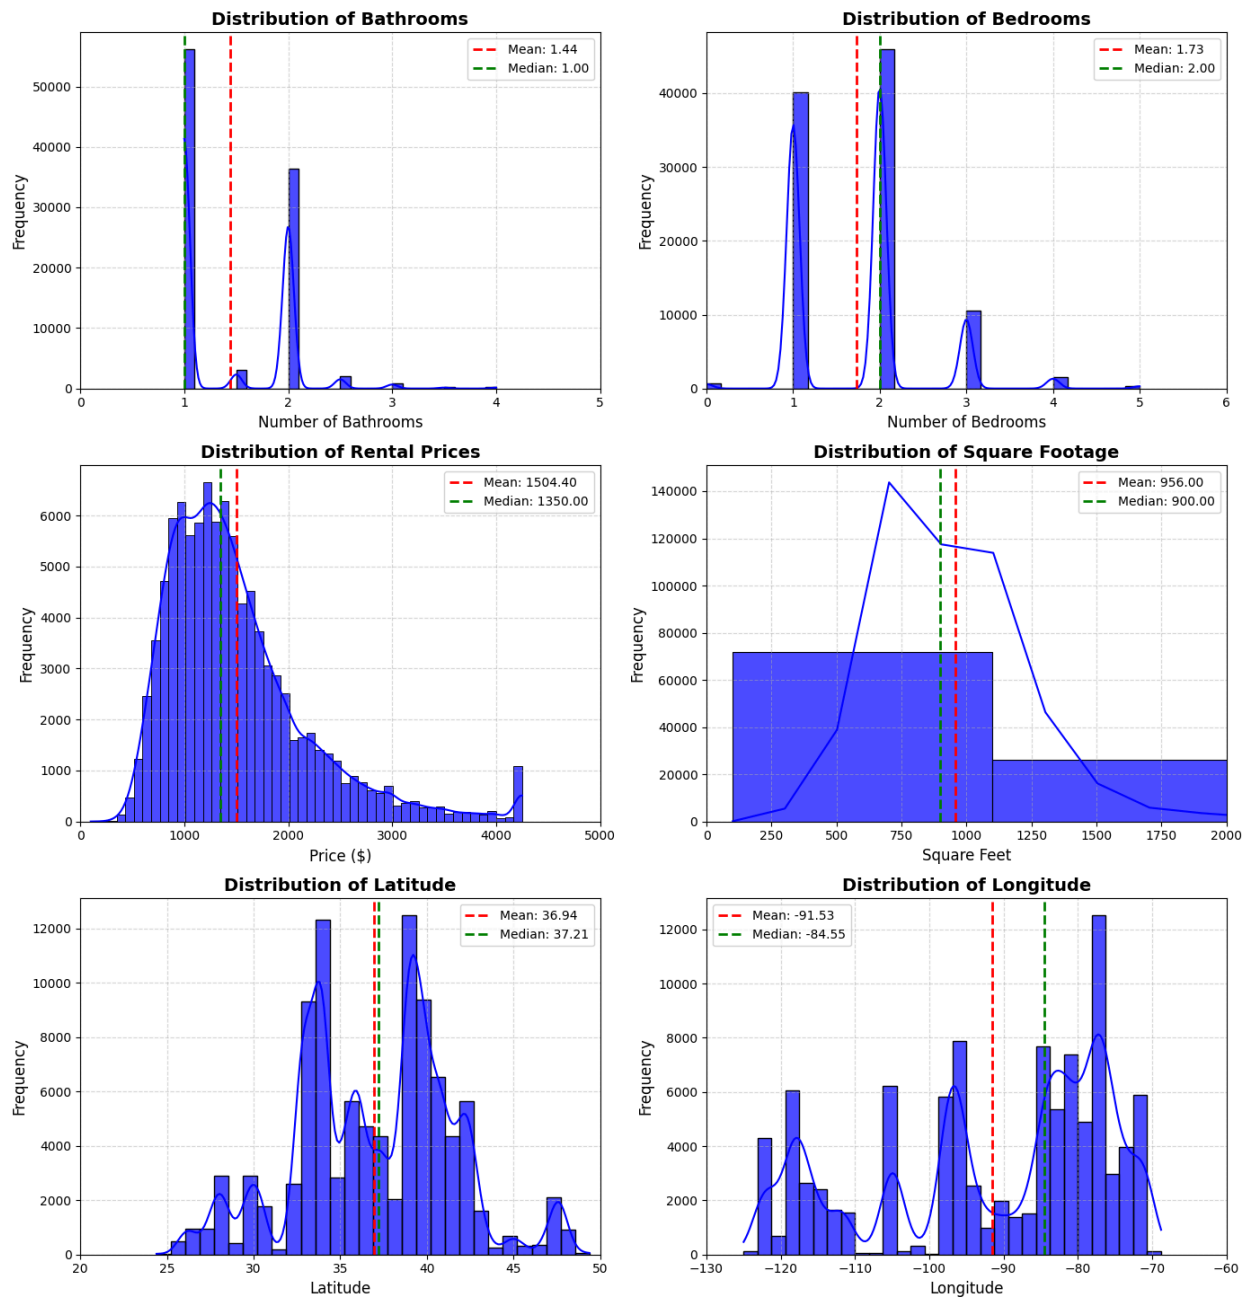 Distribution of Bathrooms
Mean: 1.44
Median: 1.00
Frequency
50000
40000
30000
20000
10000
0
0 1 2 3 4 5
Number of Bathrooms
Distribution of Bedrooms
Mean: 1.73
Median: 2.00
Frequency
40000
30000
20000
10000
0
0 1 2 3 4 5 6
Number of Bedrooms
Distribution of Rental Prices
Mean: 1504.40
Median: 1350.00
Frequency
6000
5000
4000
3000
2000
1000
0
0 1000 2000 3000 4000 5000
Price ($)
Distribution of Square Footage
Mean: 956.00
Median: 900.00
Frequency
140000
120000
100000
80000
60000
40000
20000
0
0 250 500 750 1000 1250 1500 1750 2000
Square Feet
Distribution of Latitude
Mean: 36.94
Median: 37.21
Frequency
12000
10000
8000
6000
4000
2000
0
20 25 30 35 40 45 50
Latitude
Distribution of Longitude
Mean: -91.53
Median: -84.55
Frequency
12000
10000
8000
6000
4000
2000
0
−130 −120 −110 −100 −90 −80 −70 −60
Longitude